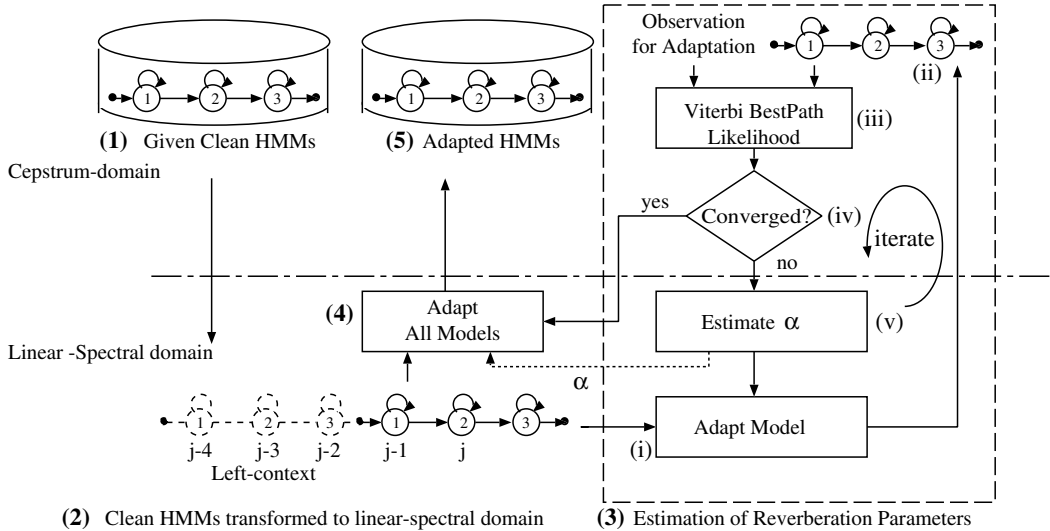 Observation
for Adaptation
1 2 3
(ii)
1 2 3
1 2 3
Viterbi BestPath
Likelihood
(iii)
(1) Given Clean HMMs
(5) Adapted HMMs
Cepstrum-domain
yes
Converged?
(iv)
iterate
no
(4)
Adapt
All Models
Estimate α
(v)
Linear -Spectral domain
α
1 2 3 1 2 3
Adapt Model
(i)
j-4 j-3 j-2 j-1 j
Left-context
(2) Clean HMMs transformed to linear-spectral domain
(3) Estimation of Reverberation Parameters